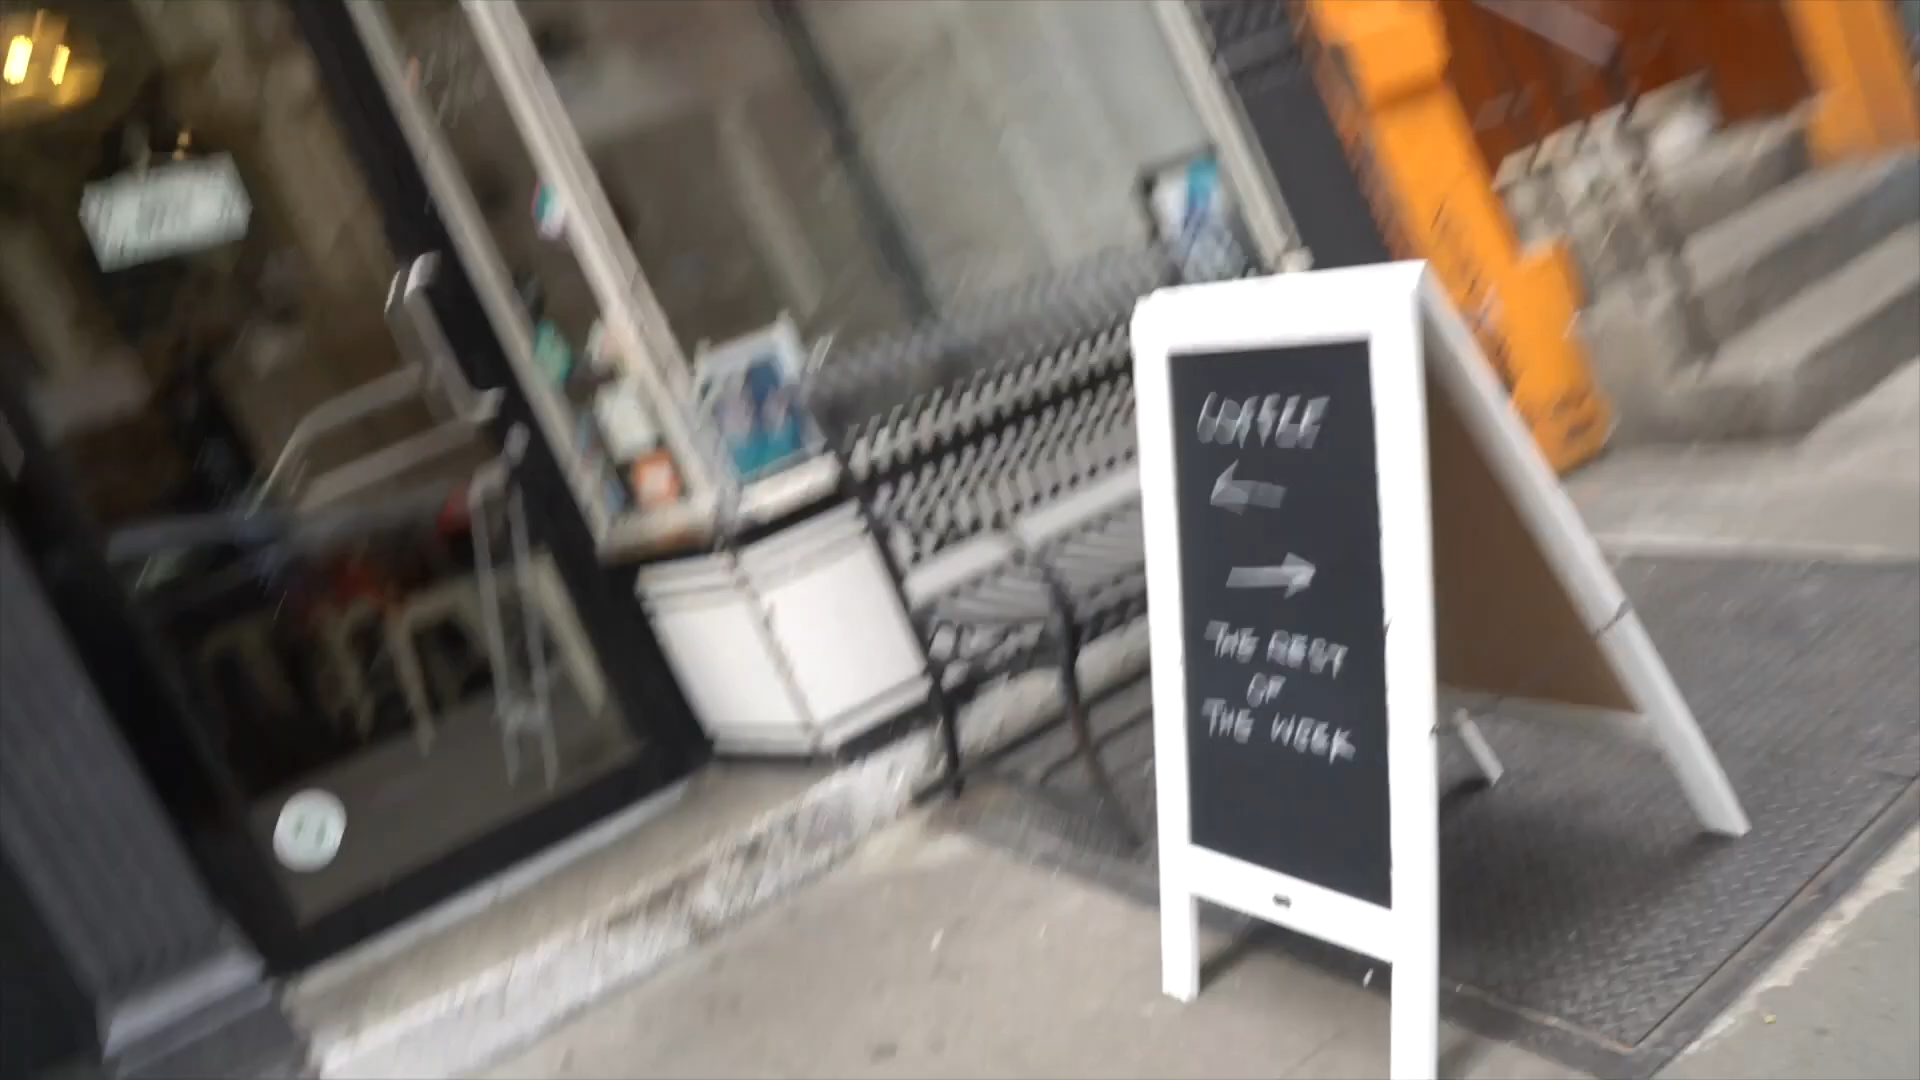 COFFEE
←
→
THE REST
OF
THE WEEK